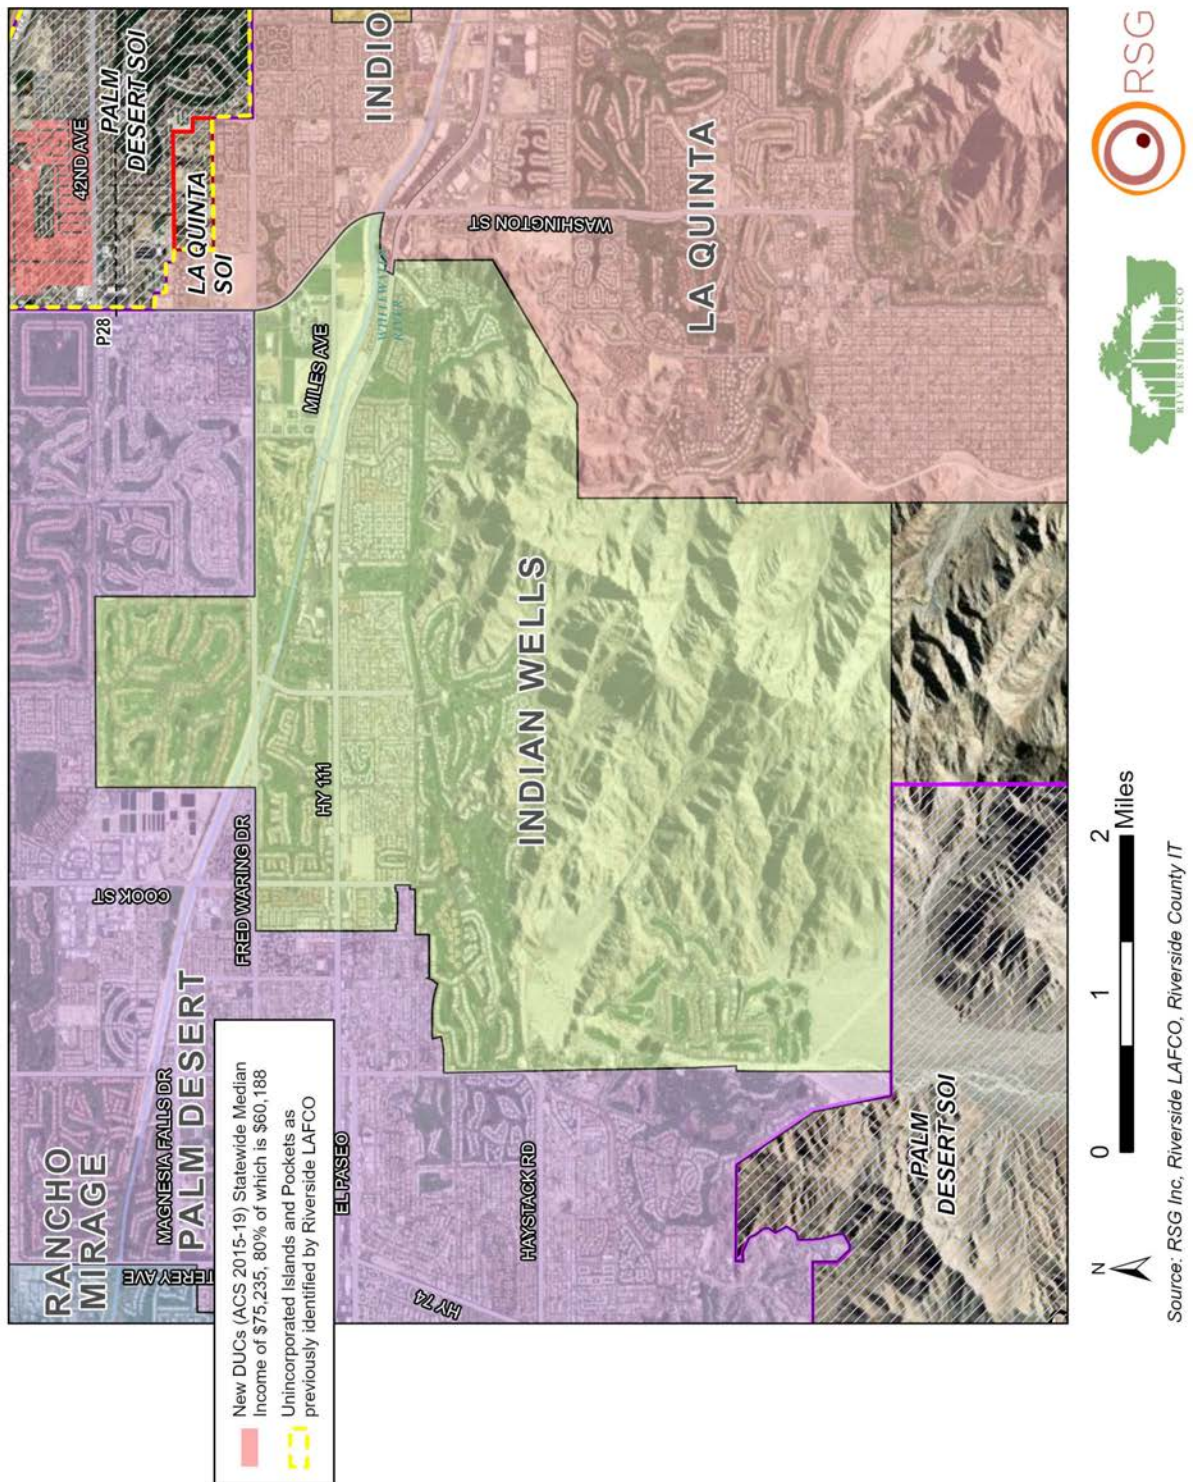 RANCHO
MIRAGE
MAGNESIA FALLS DR
PALM DESERT
TEREY AVE
COOK ST
FRED WARING DR
HY 111
EL PASEO
HAYSTACK RD
HY 74
P28
42ND AVE
PALM
DESERT SOI
LA QUINTA
SOI
INDIO
MILES AVE
WHITEWATER
RIVER
WASHINGTON ST
LA QUINTA
INDIAN WELLS
PALM
DESERT SOI
New DUCs (ACS 2015-19) Statewide Median
Income of $75,235, 80% of which is $60,188
Unincorporated Islands and Pockets as
previously identified by Riverside LAFCO
N
0 1 2
Miles
Source: RSG Inc, Riverside LAFCO, Riverside County IT
RIVERSIDE LAFCO
RSG